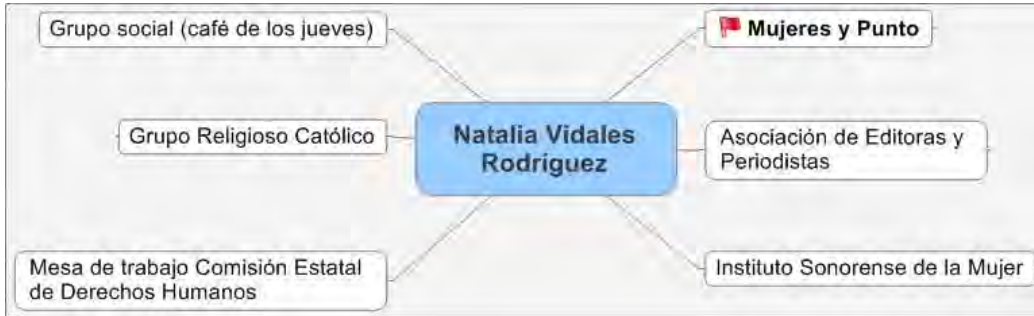 Grupo social (café de los jueves)
Mujeres y Punto
Grupo Religioso Católico
Natalia Vidales
Rodríguez
Asociación de Editoras y
Periodistas
Mesa de trabajo Comisión Estatal
de Derechos Humanos
Instituto Sonorense de la Mujer